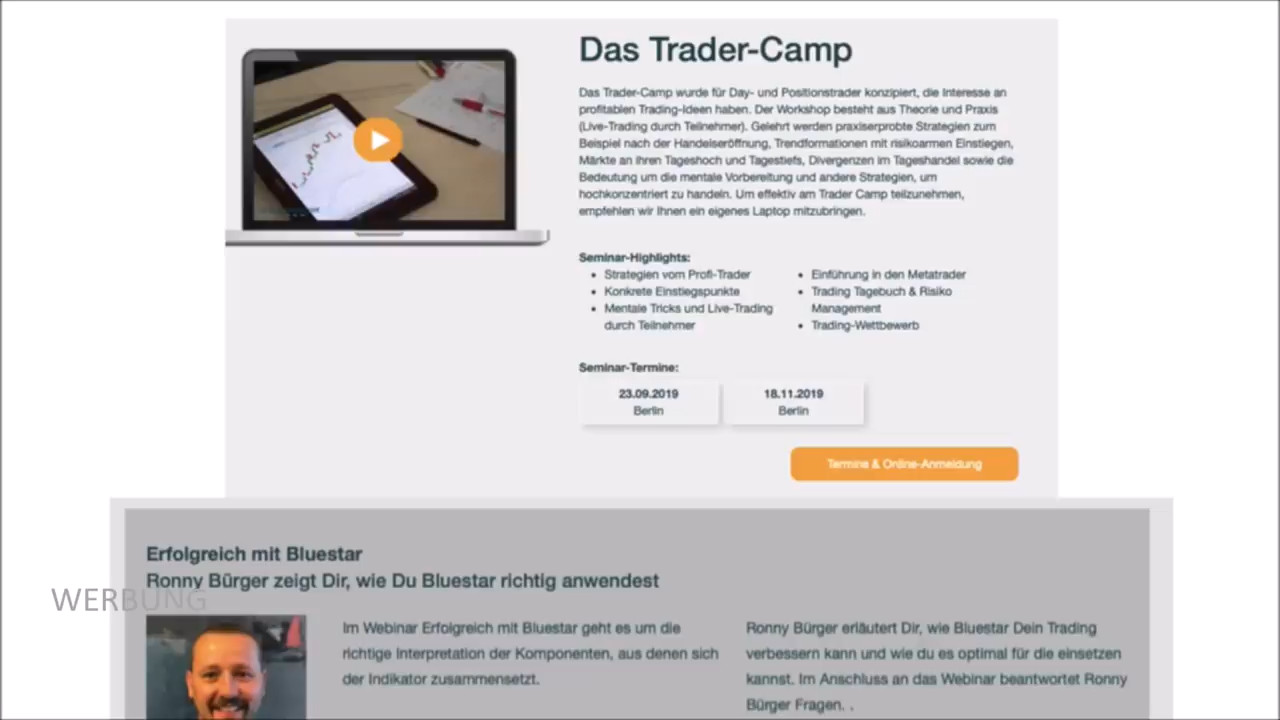 Das Trader-Camp
Das Trader-Camp wurde für Day- und Positionstrader konzipiert, die Interesse an
profitablen Trading-Ideen haben. Der Workshop besteht aus Theorie und Praxis
(Live-Trading durch Teilnehmer). Gelehrt werden praxiserprobte Strategien zum
Beispiel nach der Handelseröffnung, Trendformationen mit risikoarmen Einstiegen,
Märkte an ihren Tageshoch und Tagestiefs, Divergenzen im Tageshandel sowie die
Bedeutung um die mentale Vorbereitung und andere Strategien, um
hochkonzentriert zu handeln. Um effektiv am Trader Camp teilzunehmen,
empfehlen wir Ihnen ein eigenes Laptop mitzubringen.
Seminar-Highlights:
• Strategien vom Profi-Trader
• Konkrete Einstiegspunkte
• Mentale Tricks und Live-Trading
durch Teilnehmer
• Einführung in den Metatrader
• Trading Tagebuch & Risiko
Management
• Trading-Wettbewerb
Seminar-Termine:
23.09.2019
Berlin
18.11.2019
Berlin
Termine & Online-Anmeldung
Erfolgreich mit Bluestar
Ronny Bürger zeigt Dir, wie Du Bluestar richtig anwendest
WERBUNG
Im Webinar Erfolgreich mit Bluestar geht es um die
richtige Interpretation der Komponenten, aus denen sich
der Indikator zusammensetzt.
Ronny Bürger erläutert Dir, wie Bluestar Dein Trading
verbessern kann und wie du es optimal für die einsetzen
kannst. Im Anschluss an das Webinar beantwortet Ronny
Bürger Fragen. .